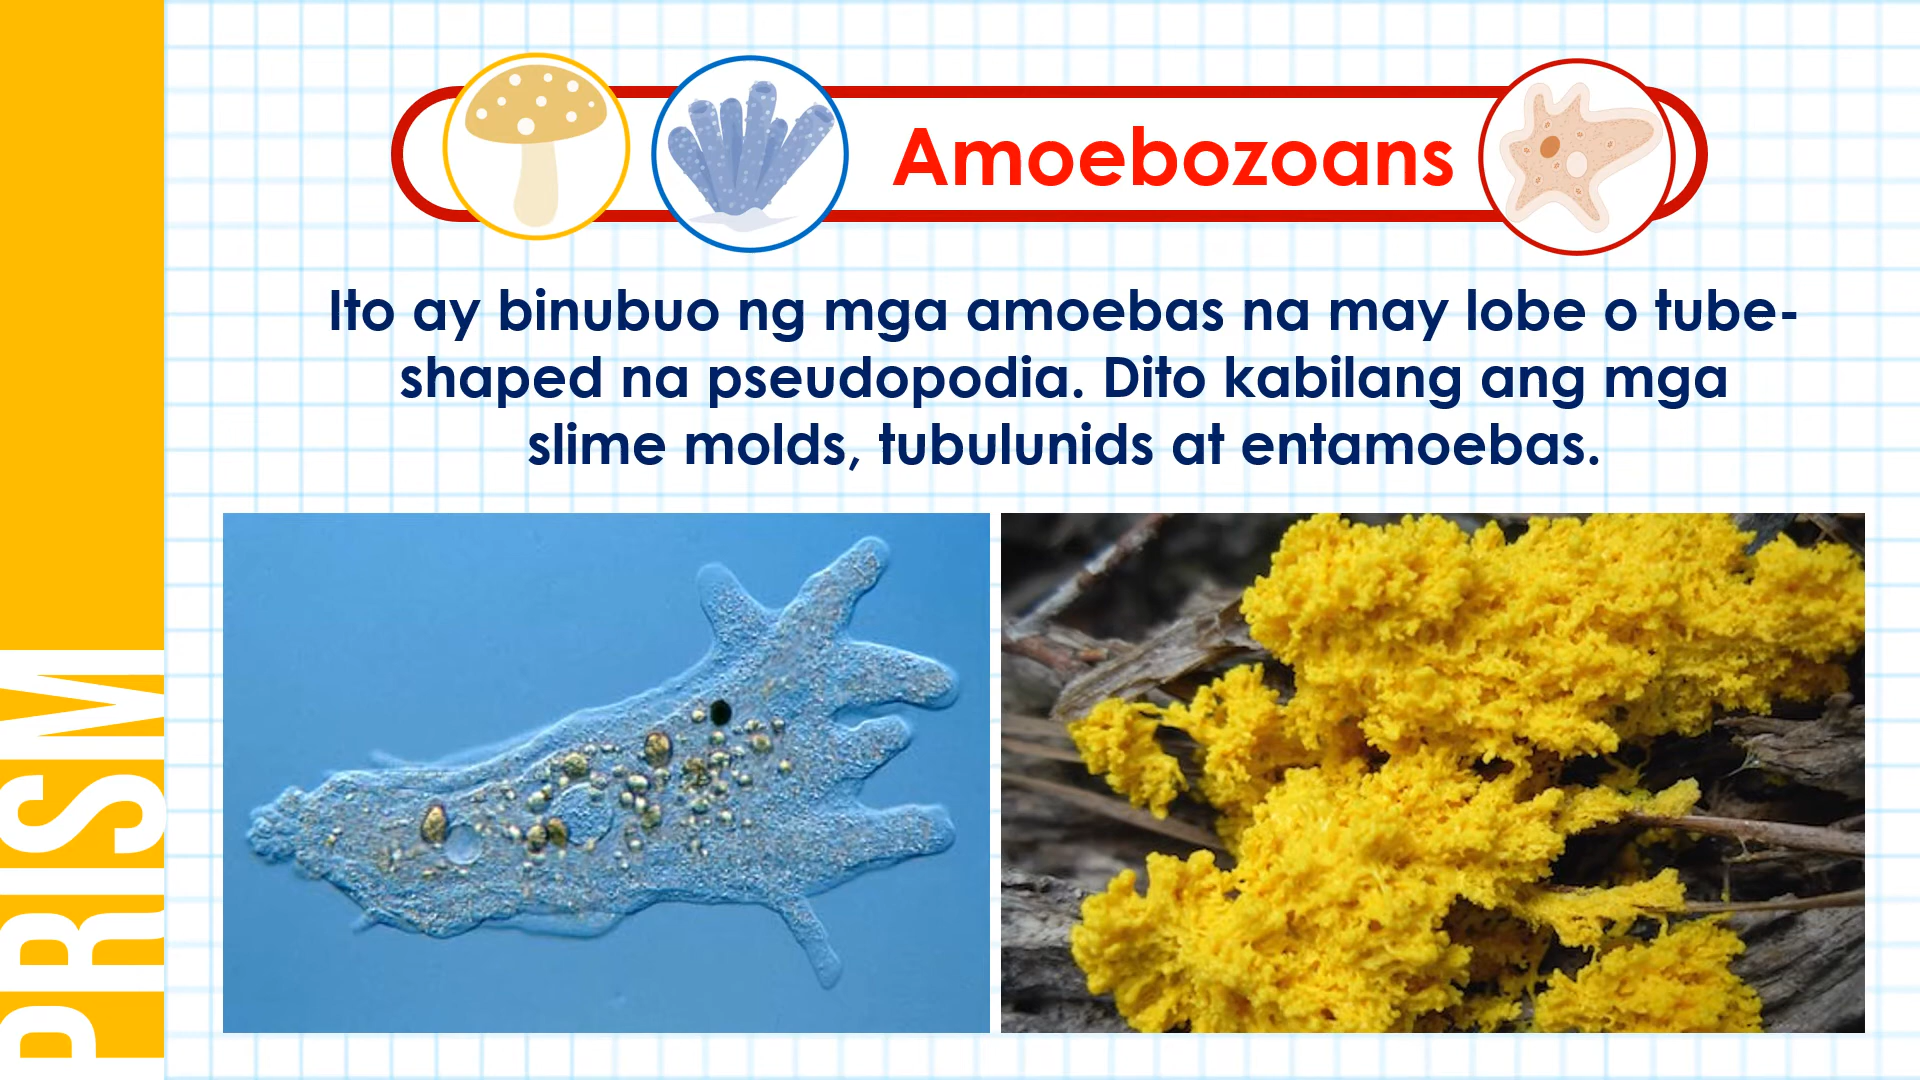 Amoebozoans
Ito ay binubuo ng mga amoebas na may lobe o tube-
shaped na pseudopodia. Dito kabilang ang mga
slime molds, tubulunids at entamoebas.
PRISM